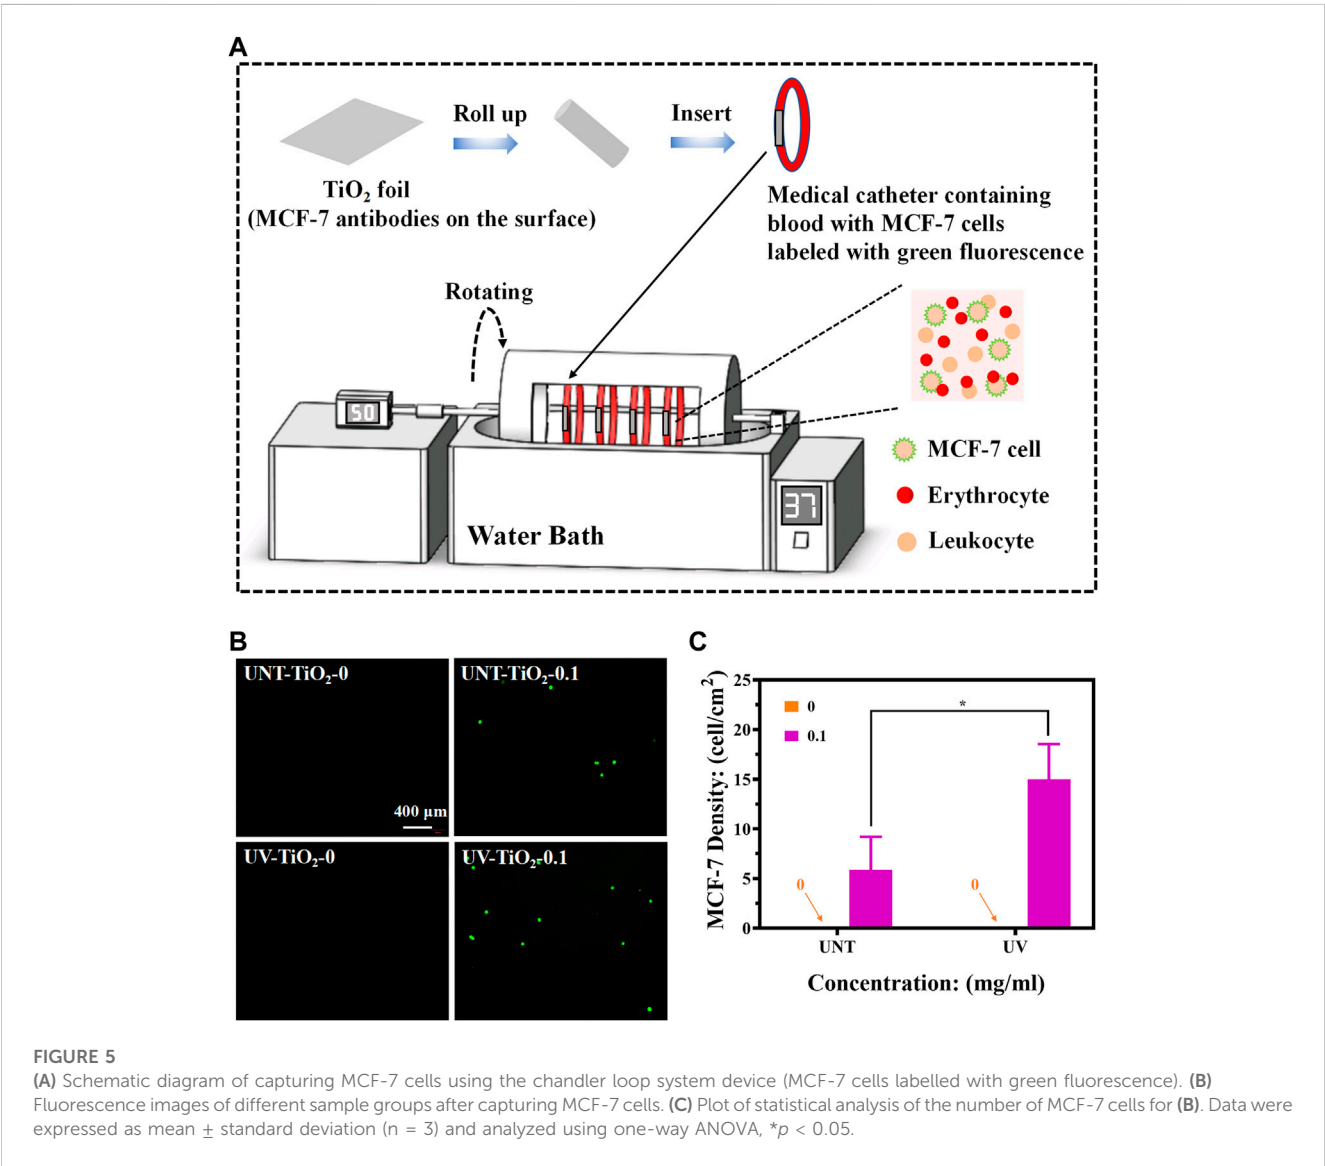 A
Roll up
Insert
TiO₂ foil
(MCF-7 antibodies on the surface)
Medical catheter containing
blood with MCF-7 cells
labeled with green fluorescence
Rotating
50
37
Water Bath
MCF-7 cell
Erythrocyte
Leukocyte
B
UNT-TiO₂-0
UNT-TiO₂-0.1
400 μm
UV-TiO₂-0
UV-TiO₂-0.1
C
MCF-7 Density: (cell/cm²)
25
20
15
10
5
0
0
0.1
*
0
0
UNT
UV
Concentration: (mg/ml)
FIGURE 5
(A) Schematic diagram of capturing MCF-7 cells using the chandler loop system device (MCF-7 cells labelled with green fluorescence). (B)
Fluorescence images of different sample groups after capturing MCF-7 cells. (C) Plot of statistical analysis of the number of MCF-7 cells for (B). Data were
expressed as mean ± standard deviation (n = 3) and analyzed using one-way ANOVA, *p < 0.05.